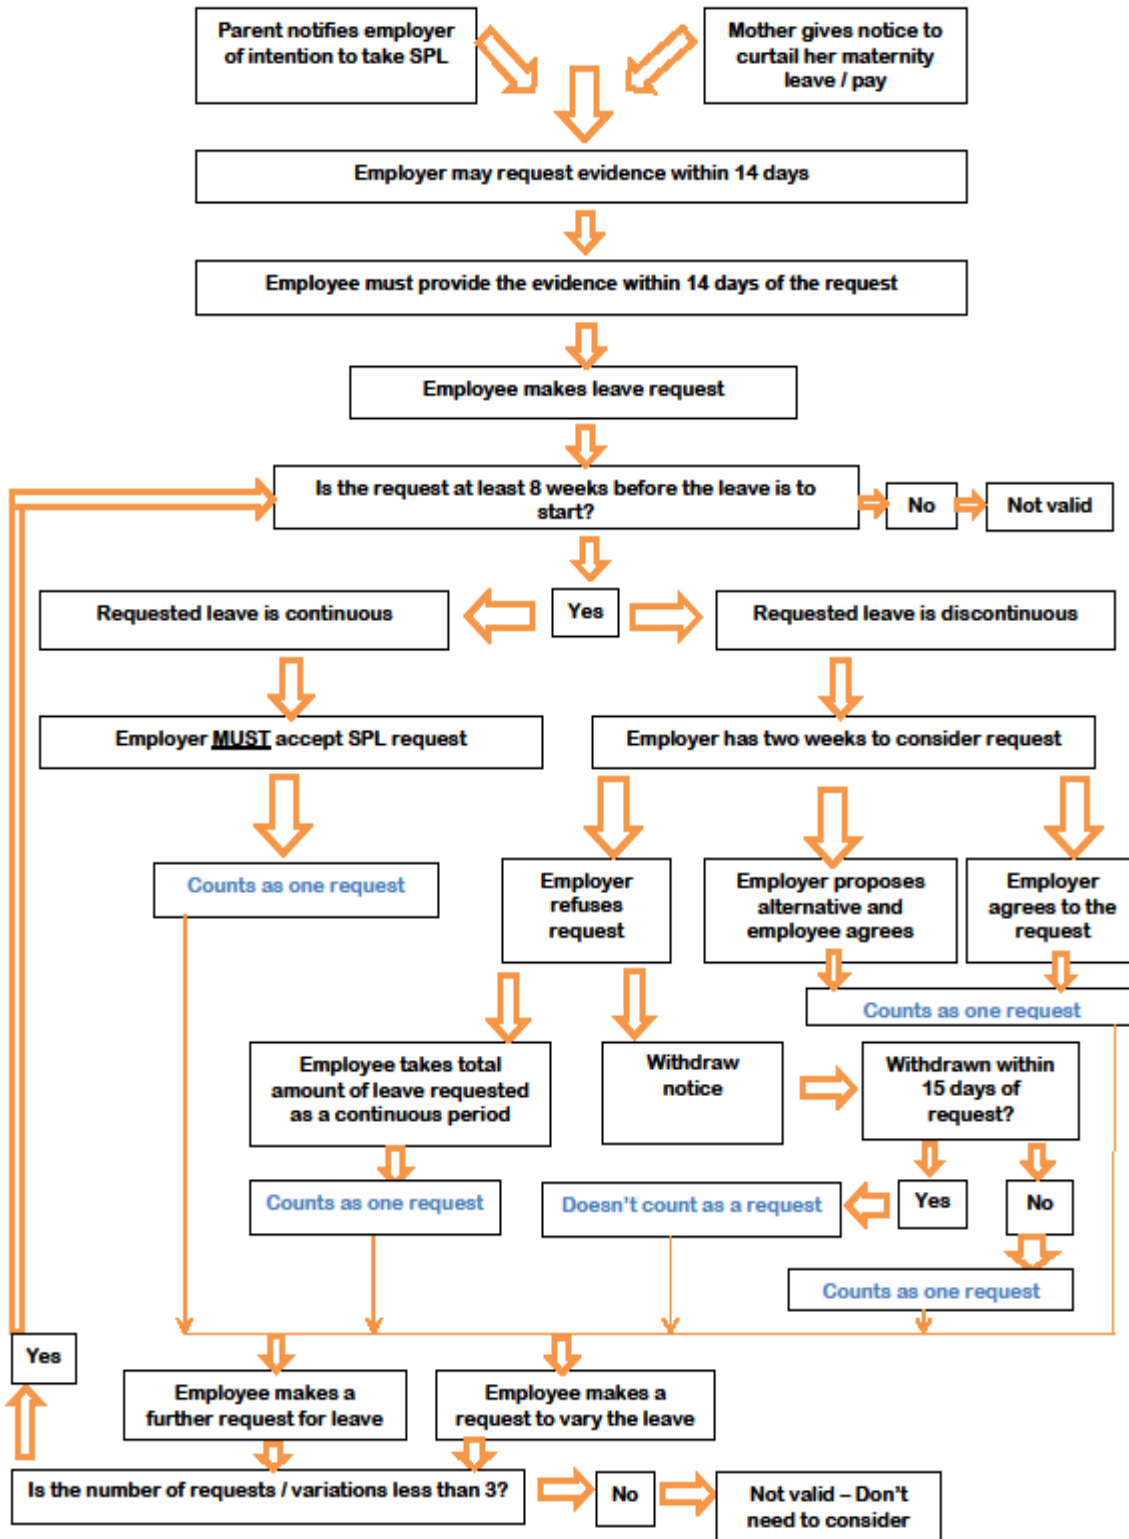 Parent notifies employer
of intention to take SPL
Mother gives notice to
curtail her maternity
leave / pay
Employer may request evidence within 14 days
Employee must provide the evidence within 14 days of the request
Employee makes leave request
Is the request at least 8 weeks before the leave is to
start?
No
Not valid
Yes
Requested leave is continuous
Requested leave is discontinuous
Employer MUST accept SPL request
Employer has two weeks to consider request
Counts as one request
Employer
refuses
request
Employer proposes
alternative and
employee agrees
Employer
agrees to the
request
Counts as one request
Employee takes total
amount of leave requested
as a continuous period
Withdraw
notice
Withdrawn within
15 days of
request?
Counts as one request
Doesn't count as a request
Yes
No
Counts as one request
Yes
Employee makes a
further request for leave
Employee makes a
request to vary the leave
Is the number of requests / variations less than 3?
No
Not valid – Don't
need to consider